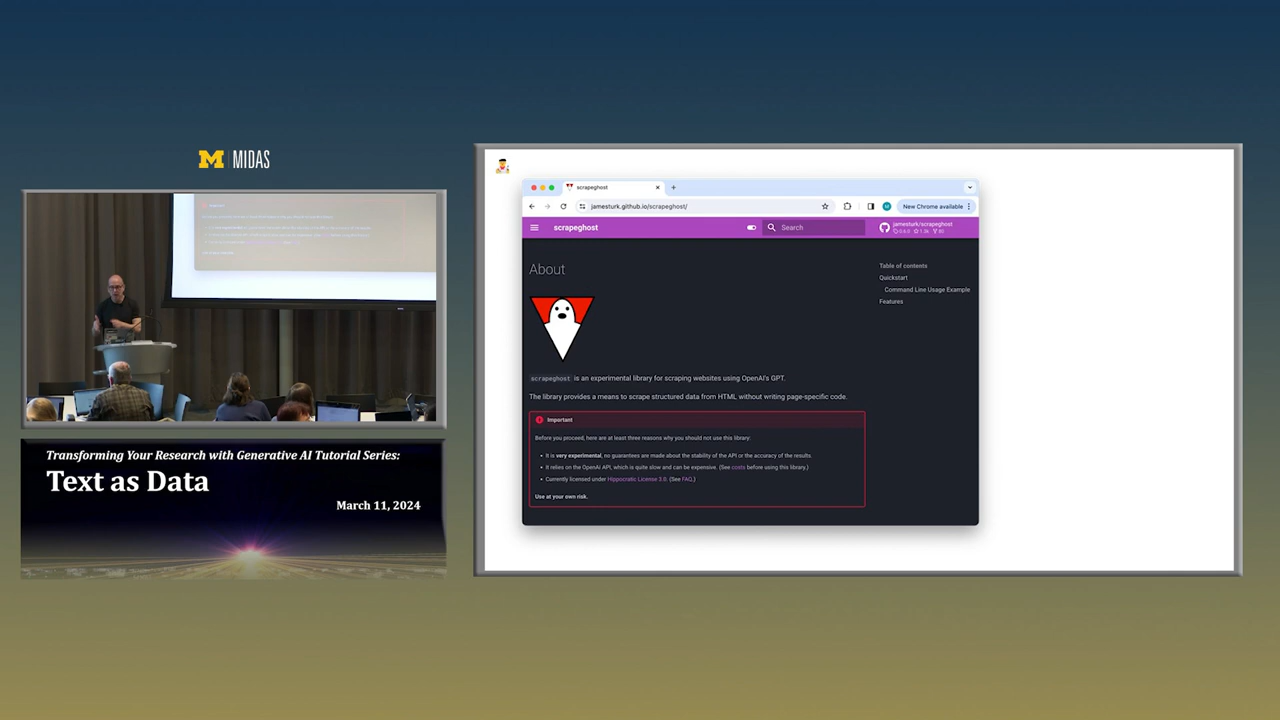 M | MIDAS
Transforming Your Research with Generative AI Tutorial Series:
Text as Data
March 11, 2024
scrapeghost
jamesturk.github.io/scrapeghost/
New Chrome available
scrapeghost
Search
jamesturk/scrapeghost
0.6.0 1.3k 80
About
Table of contents
Quickstart
Command Line Usage Example
Features
scrapeghost is an experimental library for scraping websites using OpenAI's GPT.
The library provides a means to scrape structured data from HTML without writing page-specific code.
Important
Before you proceed, here are at least three reasons why you should not use this library:
• It is very experimental, no guarantees are made about the stability of the API or the accuracy of the results.
• It relies on the OpenAI API, which is quite slow and can be expensive. (See costs before using this library.)
• Currently licensed under Hippocratic License 3.0. (See FAQ.)
Use at your own risk.